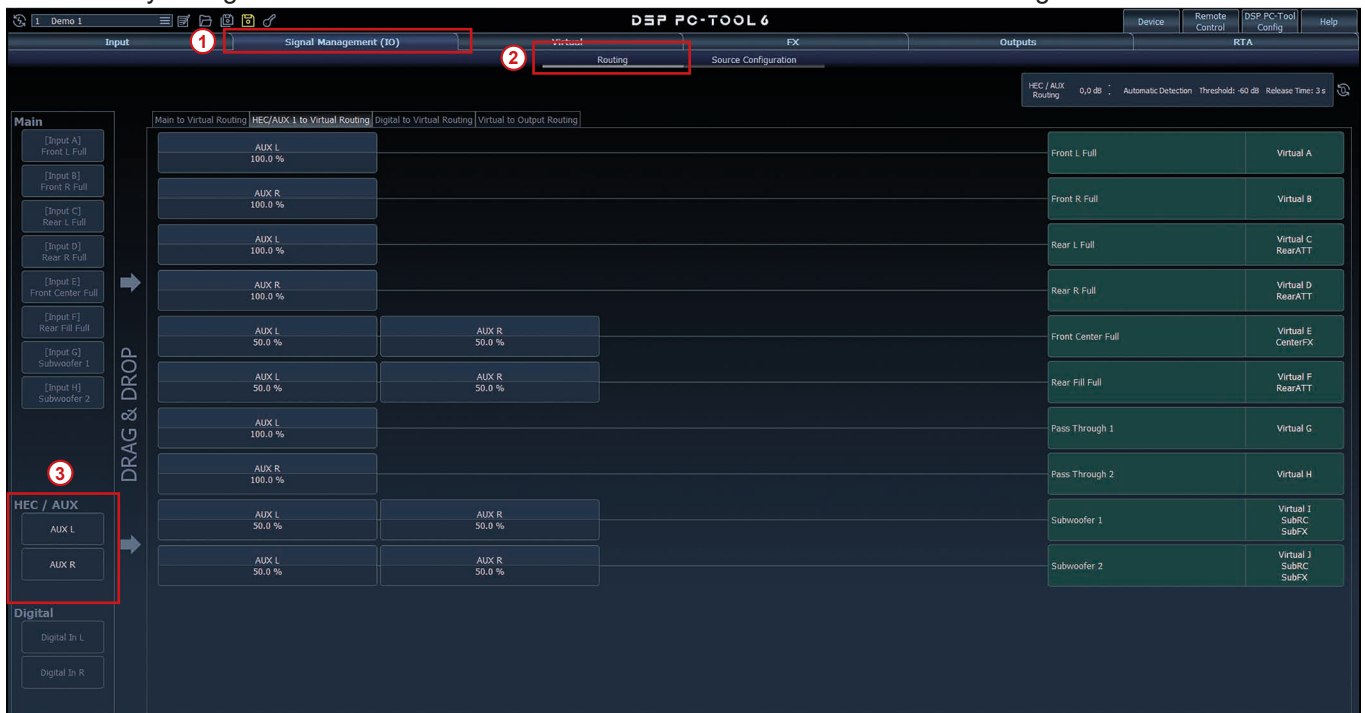 1 Demo 1
DSP PC-TOOL 6
Device
Remote
Control
DSP PC-Tool
Config
Help
Input
1
Signal Management (IO)
Virtual
FX
Outputs
RTA
2
Routing
Source Configuration
HEC / AUX
Routing
0,0 dB
Automatic Detection Threshold: -60 dB Release Time: 3 s
Main
Main to Virtual Routing
HEC/AUX 1 to Virtual Routing
Digital to Virtual Routing
Virtual to Output Routing
[Input A]
Front L Full
[Input B]
Front R Full
[Input C]
Rear L Full
[Input D]
Rear R Full
[Input E]
Front Center Full
[Input F]
Rear Fill Full
[Input G]
Subwoofer 1
[Input H]
Subwoofer 2
DRAG & DROP
3
HEC / AUX
AUX L
AUX R
Digital
Digital In L
Digital In R
AUX L
100.0 %
Front L Full
Virtual A
AUX R
100.0 %
Front R Full
Virtual B
AUX L
100.0 %
Rear L Full
Virtual C
RearATT
AUX R
100.0 %
Rear R Full
Virtual D
RearATT
AUX L
50.0 %
AUX R
50.0 %
Front Center Full
Virtual E
CenterFX
AUX L
50.0 %
AUX R
50.0 %
Rear Fill Full
Virtual F
RearATT
AUX L
100.0 %
Pass Through 1
Virtual G
AUX R
100.0 %
Pass Through 2
Virtual H
AUX L
50.0 %
AUX R
50.0 %
Subwoofer 1
Virtual I
SubRC
SubFX
AUX L
50.0 %
AUX R
50.0 %
Subwoofer 2
Virtual J
SubRC
SubFX